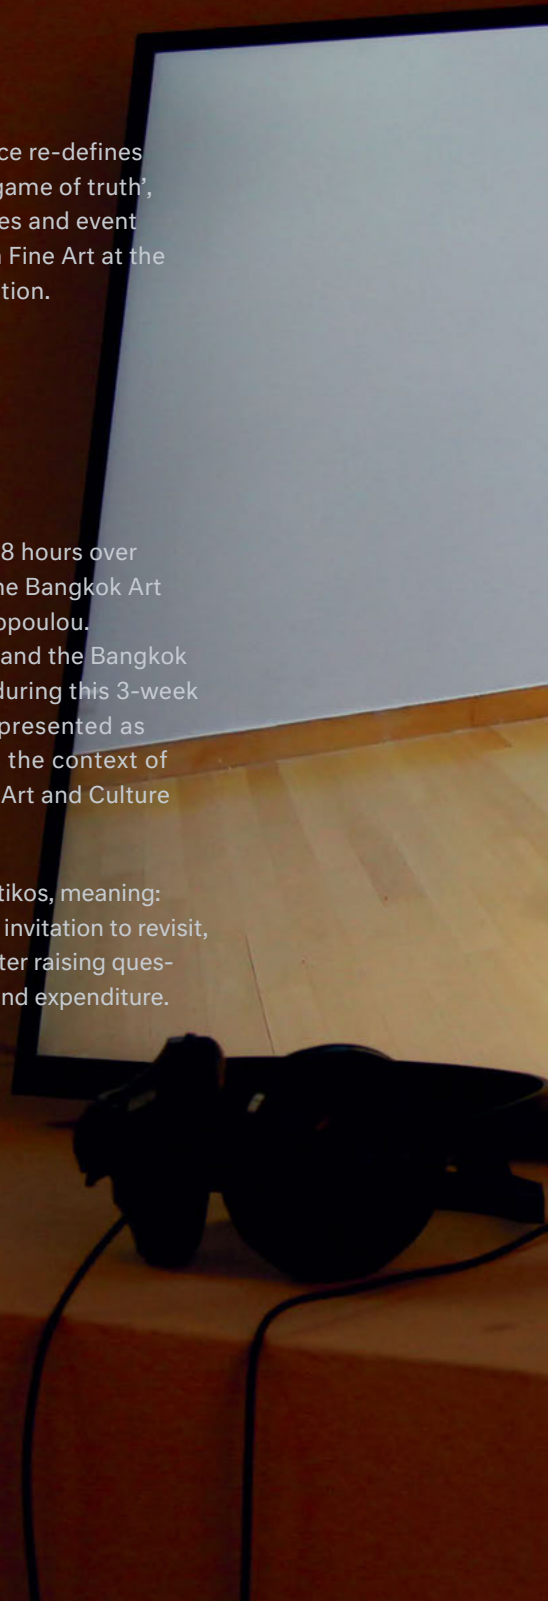 ce re-defines
game of truth’,
es and event
Fine Art at the
tion.
8 hours over
ne Bangkok Art
opoulou.
and the Bangkok
during this 3-week
presented as
the context of
Art and Culture
tikos, meaning:
invitation to revisit,
ter raising ques-
nd expenditure.